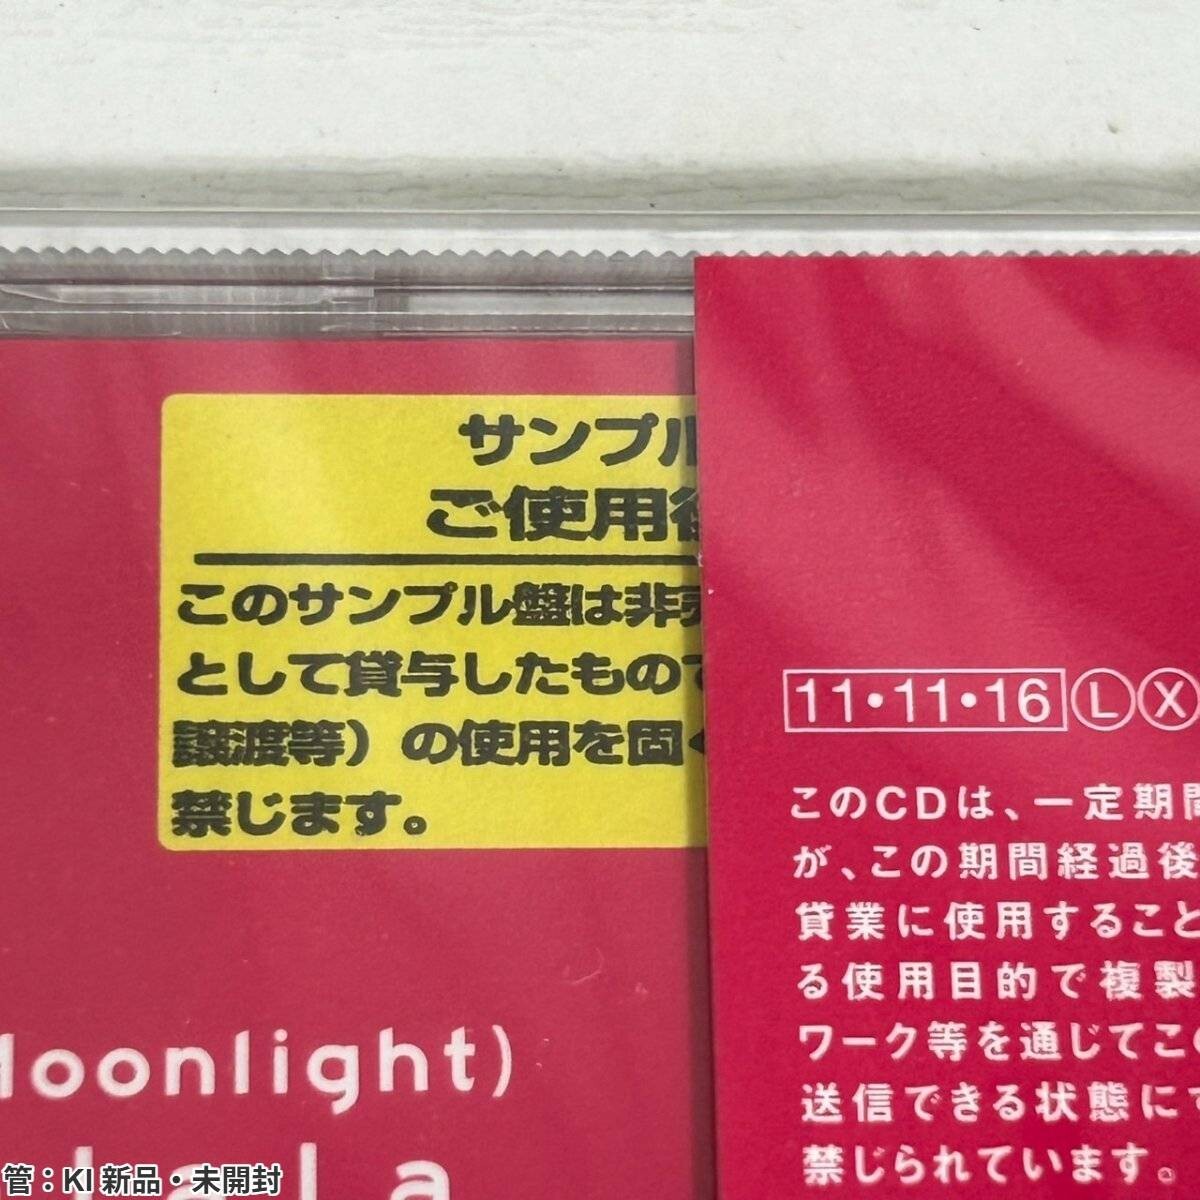 サンプル
ご使用後
このサンプル盤は非売
として貸与したもので
譲渡等）の使用を固く
禁じます。
Moonlight)
lala
11・11・16 Ⓛ Ⓧ
このCDは、一定期間
が、この期間経過後
貸業に使用すること
る使用目的で複製
ワーク等を通じてこの
送信できる状態にす
禁じられています。
管：KI 新品・未開封